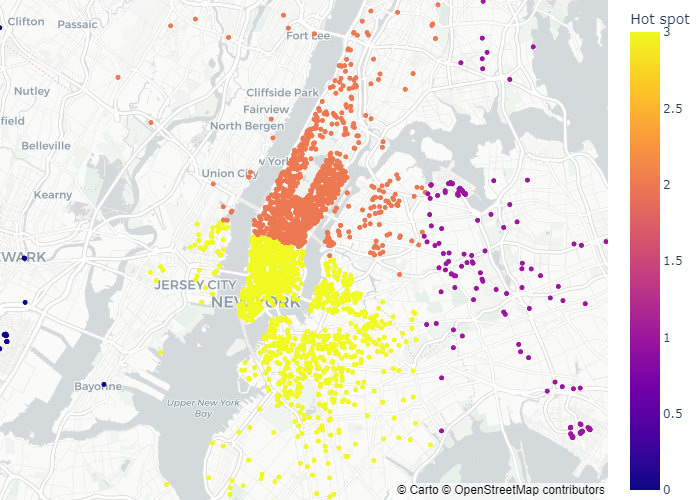 Hot spot
Clifton
Passaic
Fort Lee
Nutley
Cliffside Park
Fairview
North Bergen
field
Belleville
w York
Union City
Kearny
WARK
JERSEY CITY
NEW YORK
Bayonne
Upper New York
Bay
3
2.5
2
1.5
1
0.5
0
© Carto © OpenStreetMap contributors